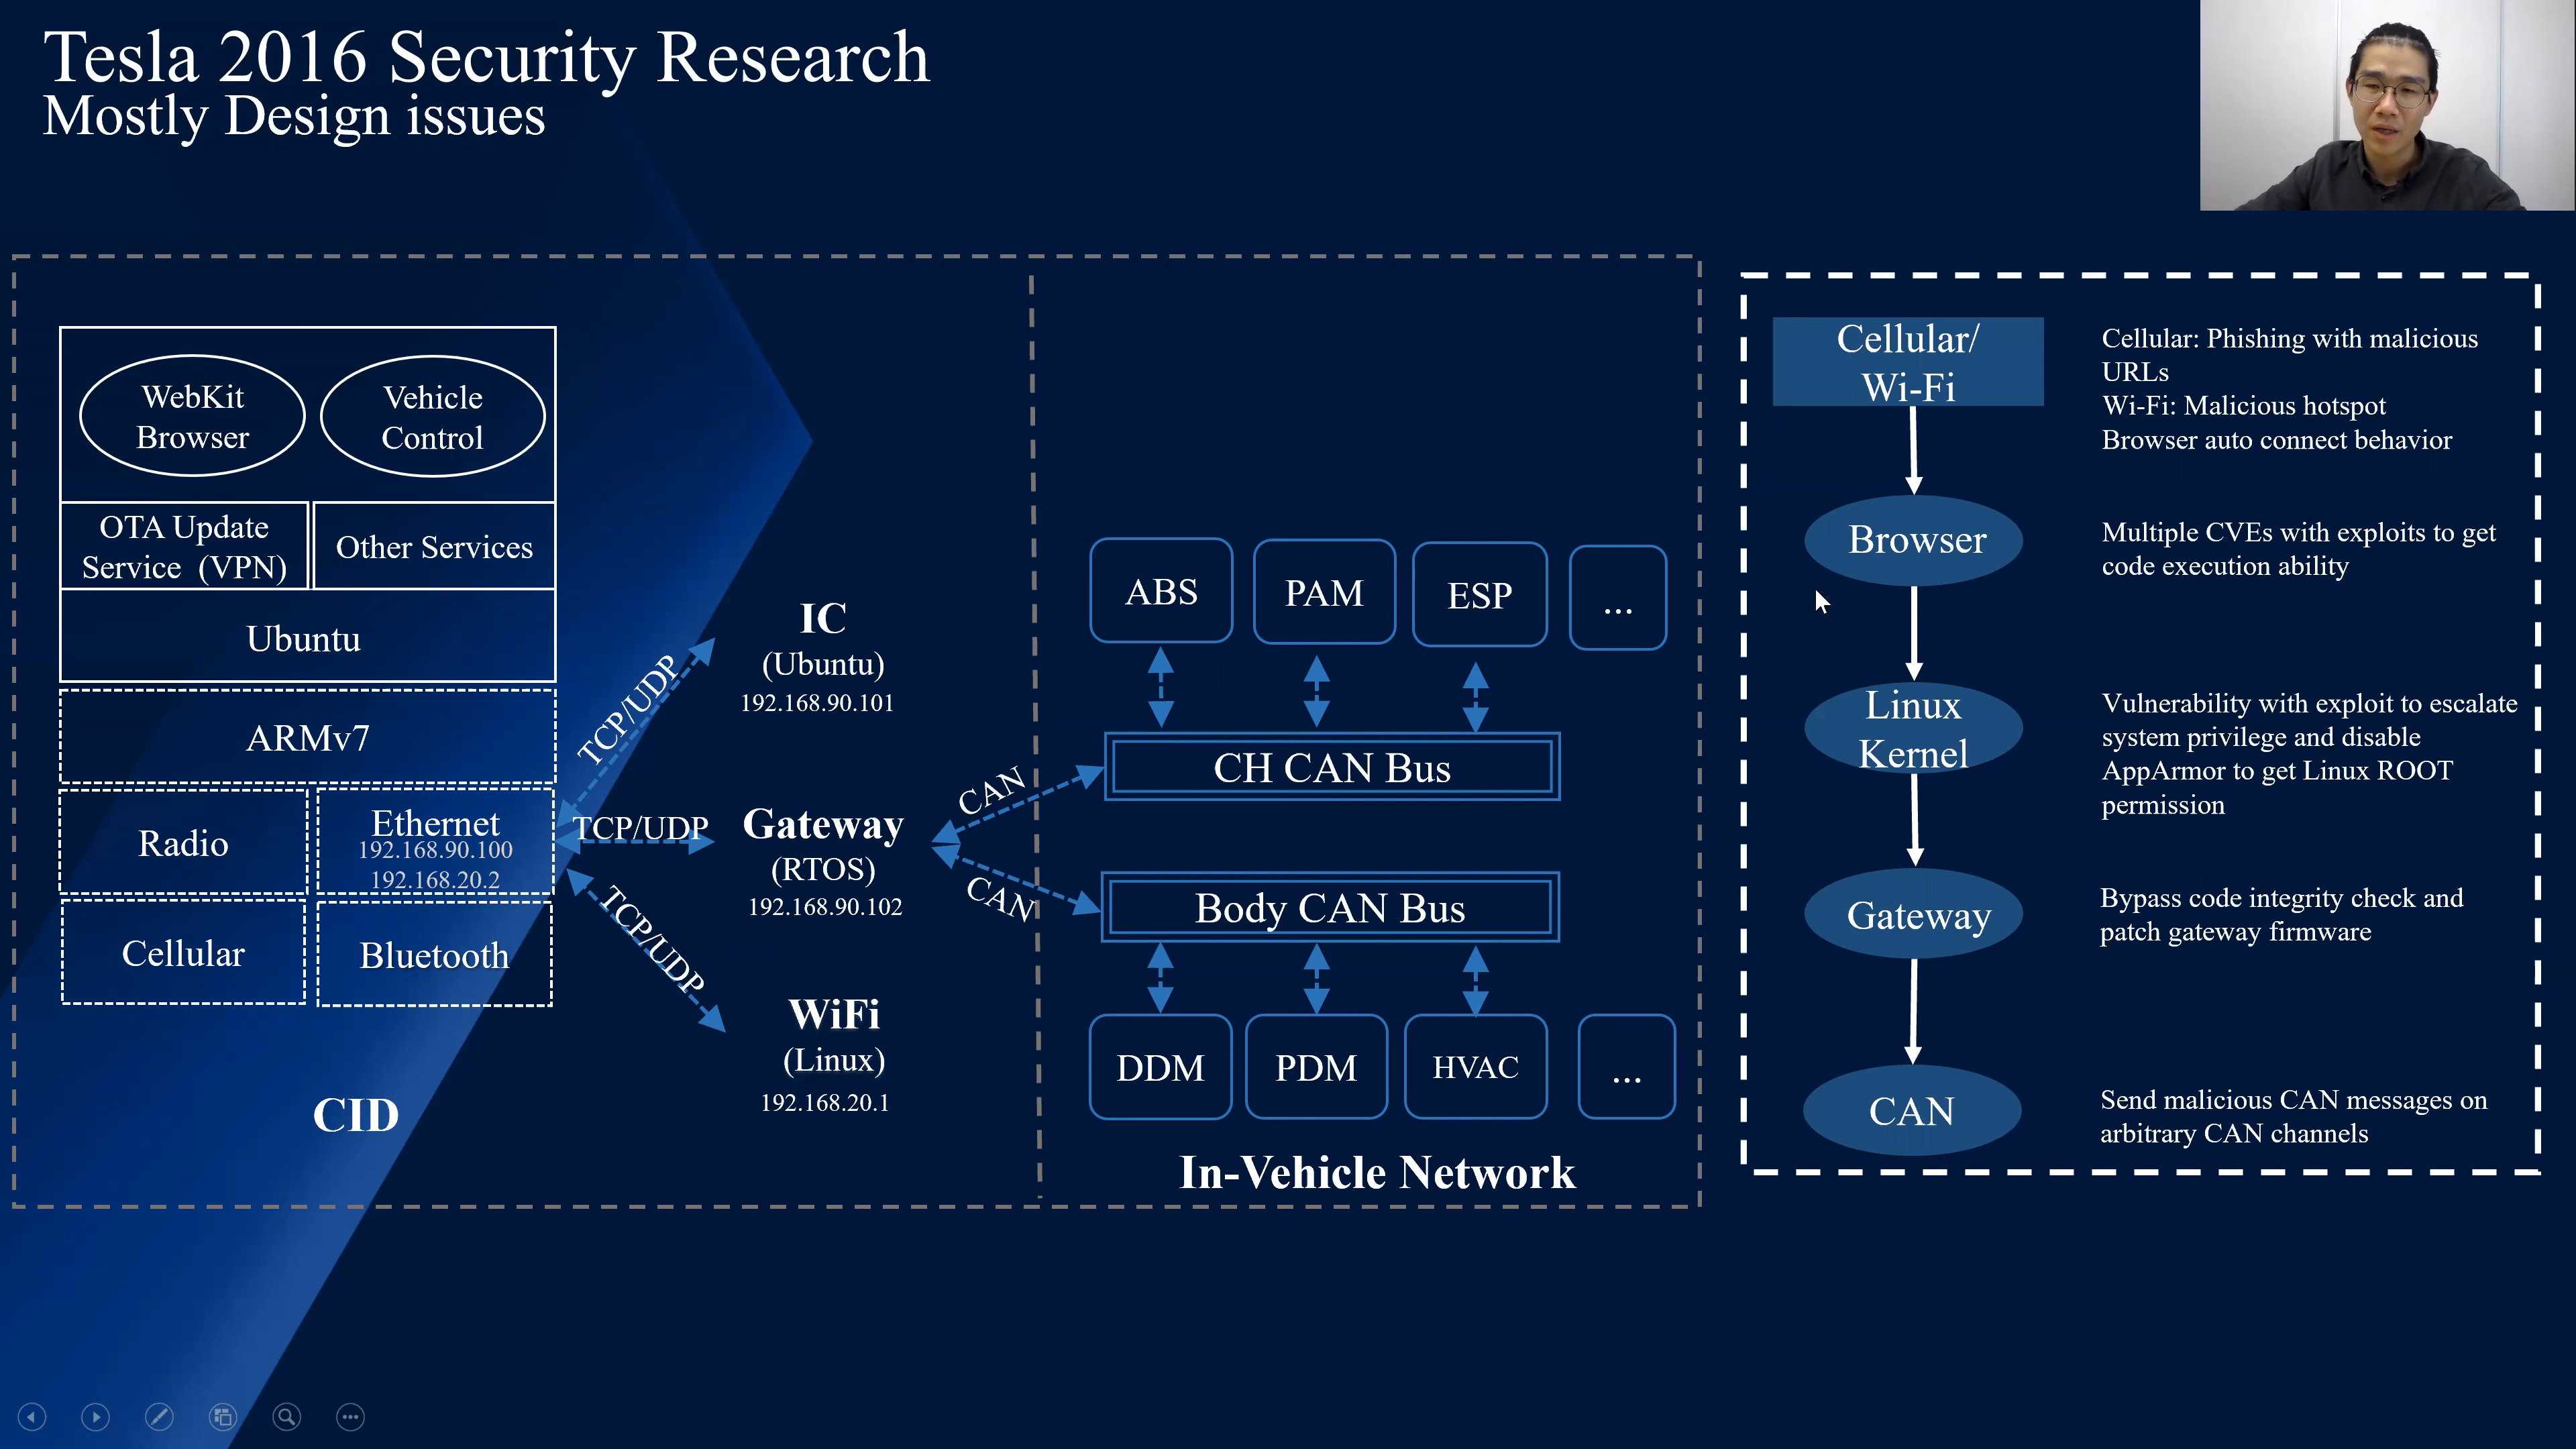 Tesla 2016 Security Research
Mostly Design issues
WebKit
Browser
Vehicle
Control
OTA Update
Service (VPN)
Other Services
Ubuntu
ARMv7
Radio
Ethernet
192.168.90.100
192.168.20.2
Cellular
Bluetooth
CID
TCP/UDP
TCP/UDP
TCP/UDP
IC
(Ubuntu)
192.168.90.101
Gateway
(RTOS)
192.168.90.102
WiFi
(Linux)
192.168.20.1
CAN
CAN
ABS
PAM
ESP
...
CH CAN Bus
Body CAN Bus
DDM
PDM
HVAC
...
In-Vehicle Network
Cellular/
Wi-Fi
Cellular: Phishing with malicious
URLs
Wi-Fi: Malicious hotspot
Browser auto connect behavior
Browser
Multiple CVEs with exploits to get
code execution ability
Linux
Kernel
Vulnerability with exploit to escalate
system privilege and disable
AppArmor to get Linux ROOT
permission
Gateway
Bypass code integrity check and
patch gateway firmware
CAN
Send malicious CAN messages on
arbitrary CAN channels